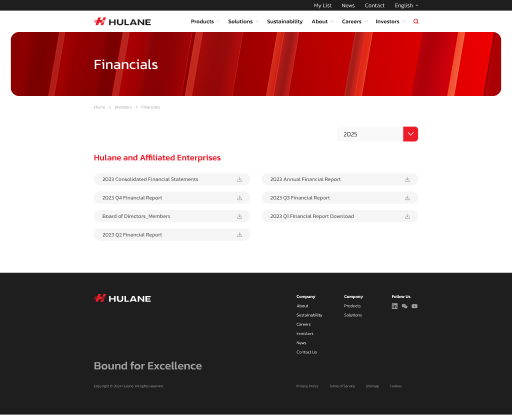 My List News Contact English
HULANE
Products Solutions Sustainability About Careers Investors
Financials
Home Investors Financials
2025
Hulane and Affiliated Enterprises
2023 Consolidated Financial Statements
2023 Annual Financial Report
2023 Q4 Financial Report
2023 Q3 Financial Report
Board of Directors_Members
2023 Q1 Financial Report Download
2023 Q2 Financial Report
HULANE
Company Company Follow Us
About Products
Sustainability Solutions
Careers
Investors
News
Contact Us
Bound for Excellence
Copyright © 2024 Hulane. All rights reserved.
Privacy Policy Terms of Service Sitemap Cookies